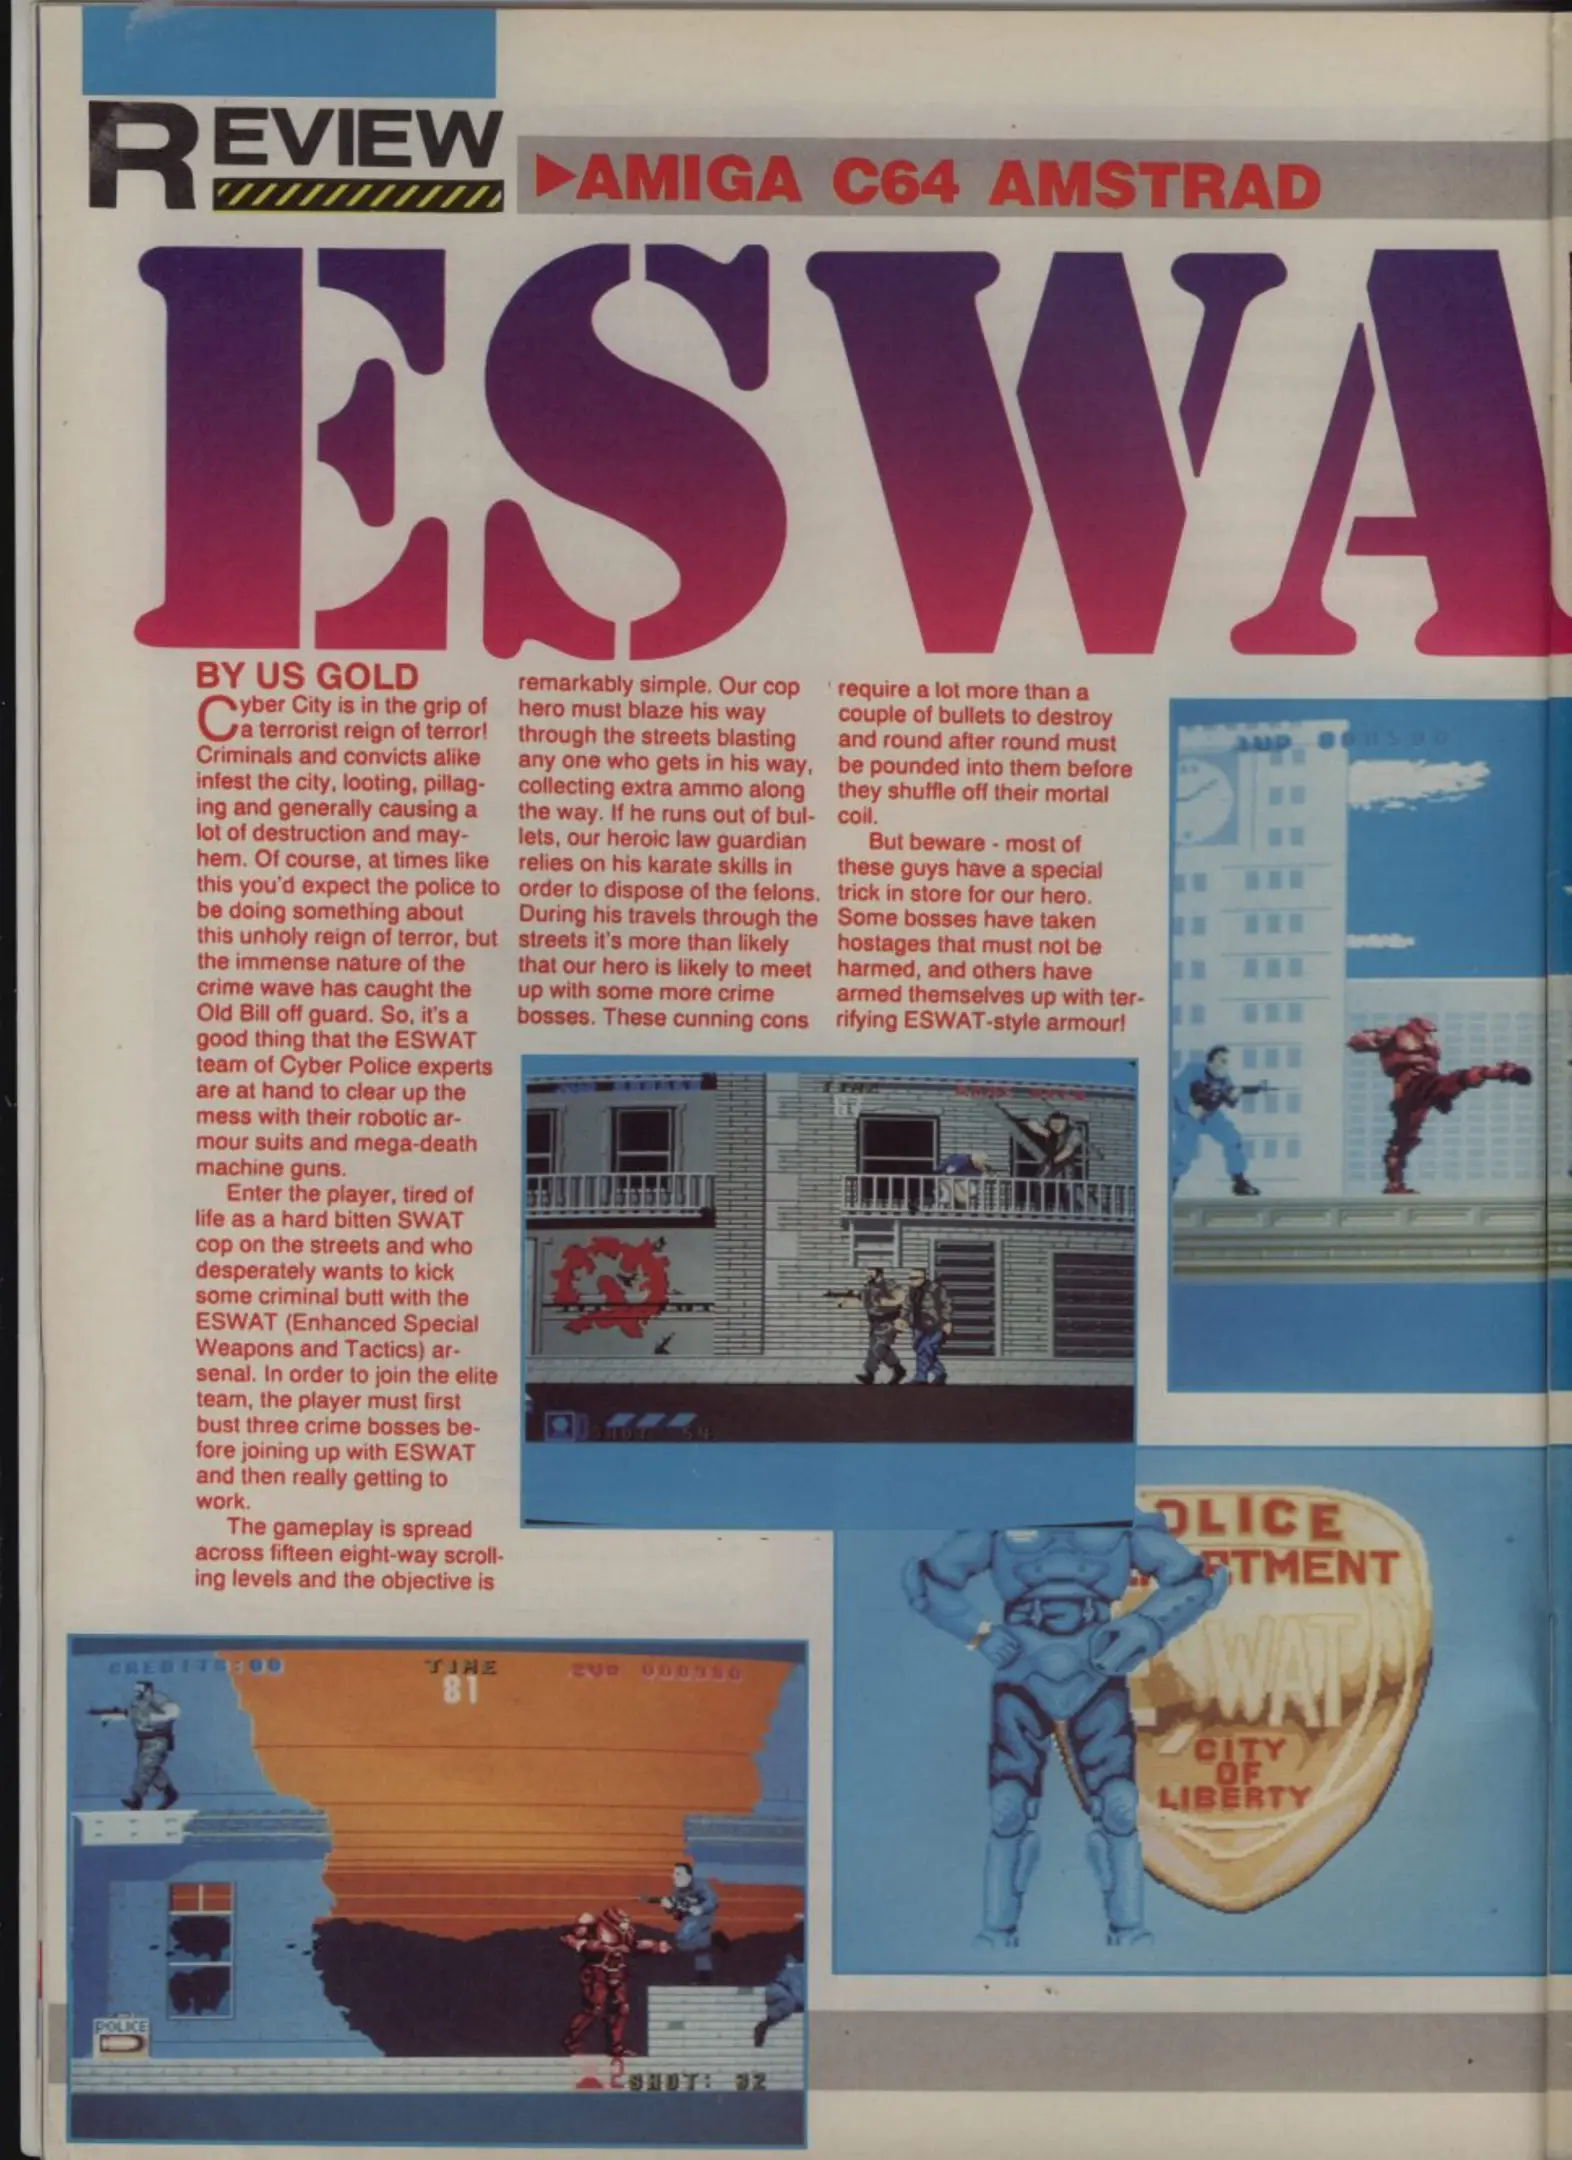 REVIEW
►AMIGA C64 AMSTRAD
ESWA
BY US GOLD
Cyber City is in the grip of
a terrorist reign of terror!
Criminals and convicts alike
infest the city, looting, pillag-
ing and generally causing a
lot of destruction and may-
hem. Of course, at times like
this you'd expect the police to
be doing something about
this unholy reign of terror, but
the immense nature of the
crime wave has caught the
Old Bill off guard. So, it's a
good thing that the ESWAT
team of Cyber Police experts
are at hand to clear up the
mess with their robotic ar-
mour suits and mega-death
machine guns.
Enter the player, tired of
life as a hard bitten SWAT
cop on the streets and who
desperately wants to kick
some criminal butt with the
ESWAT (Enhanced Special
Weapons and Tactics) ar-
senal. In order to join the elite
team, the player must first
bust three crime bosses be-
fore joining up with ESWAT
and then really getting to
work.
The gameplay is spread
across fifteen eight-way scroll-
ing levels and the objective is
remarkably simple. Our cop
hero must blaze his way
through the streets blasting
any one who gets in his way,
collecting extra ammo along
the way. If he runs out of bul-
lets, our heroic law guardian
relies on his karate skills in
order to dispose of the felons.
During his travels through the
streets it's more than likely
that our hero is likely to meet
up with some more crime
bosses. These cunning cons
require a lot more than a
couple of bullets to destroy
and round after round must
be pounded into them before
they shuffle off their mortal
coil.
But beware - most of
these guys have a special
trick in store for our hero.
Some bosses have taken
hostages that must not be
harmed, and others have
armed themselves up with ter-
rifying ESWAT-style armour!
1UP
TIME
OLICE
TMENT
WAT
CITY
OF
LIBERTY
CREDITS:00
TIME
2UP 000380
81
POLICE
SHOT: 32